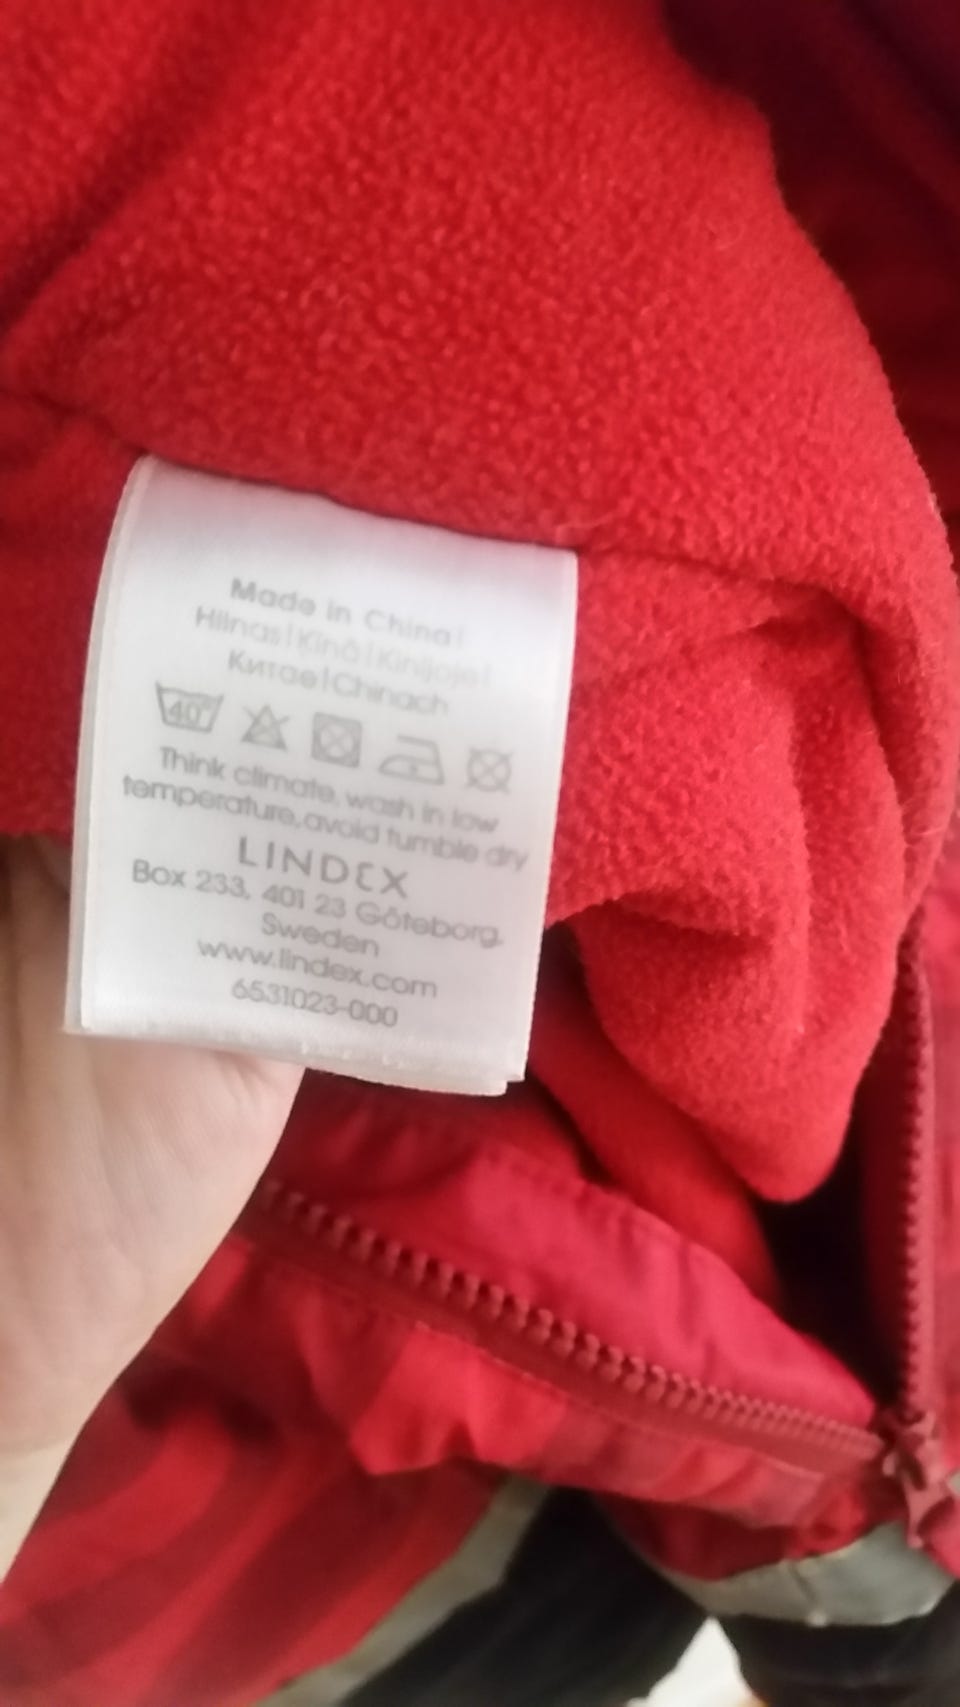 Made in China|
Hiinas|Kīnā|Kinijoje|
Китае|Chinach
40°
Think climate, wash in low
temperature, avoid tumble dry
LINDEX
Box 233, 401 23 Göteborg,
Sweden
www.lindex.com
6531023-000